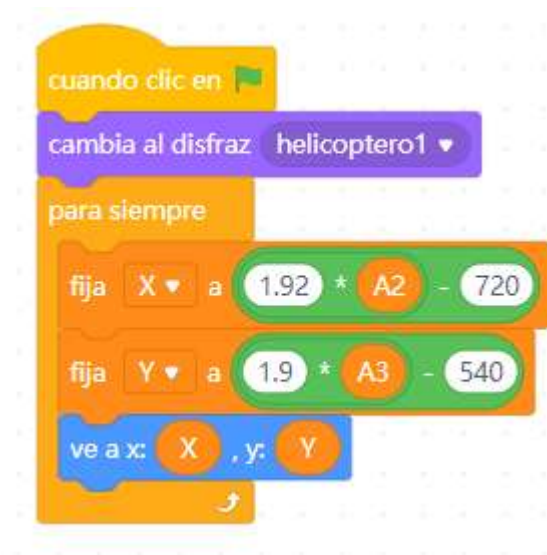 cuando clic en
cambia al disfraz helicoptero1
para siempre
fija X a 1.92 * A2 - 720
fija Y a 1.9 * A3 - 540
ve a x: X , y: Y